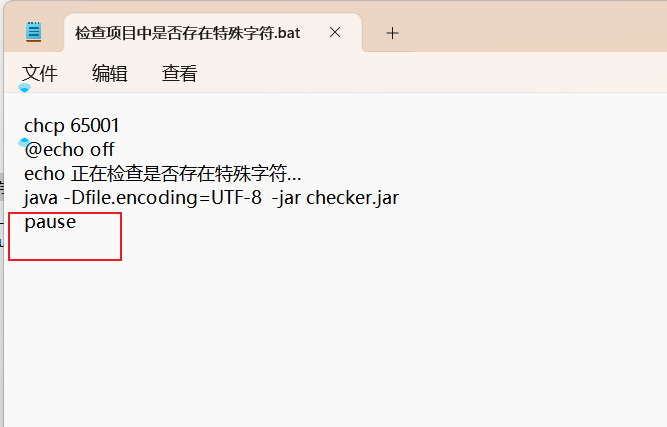 检查项目中是否存在特殊字符.bat
文件 编辑 查看
chcp 65001
@echo off
echo 正在检查是否存在特殊字符...
java -Dfile.encoding=UTF-8  -jar checker.jar
pause